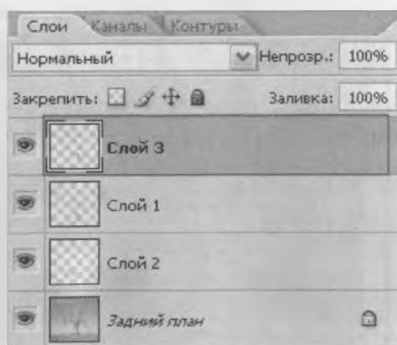 Слои Каналы Контуры
Нормальный Непрозр.: 100%
Закрепить: Заливка: 100%
Слой 3
Слой 1
Слой 2
Задний план